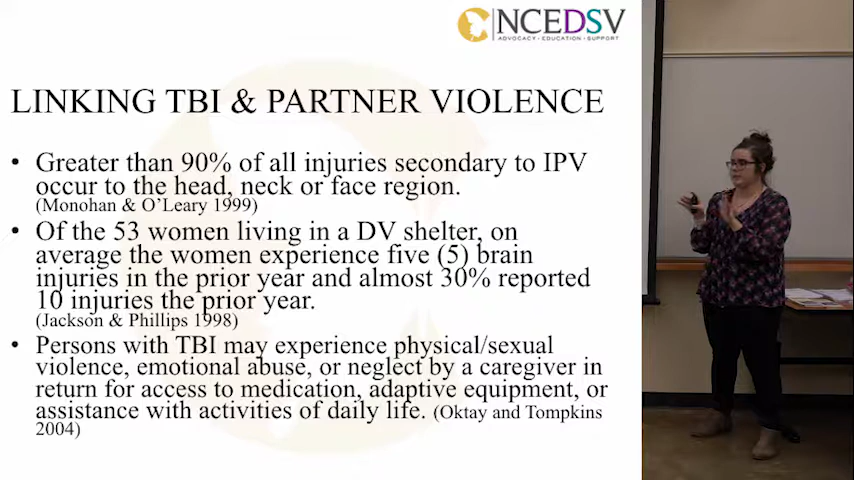 NCEDSV
ADVOCACY · EDUCATION · SUPPORT
LINKING TBI & PARTNER VIOLENCE
• Greater than 90% of all injuries secondary to IPV
occur to the head, neck or face region.
(Monohan & O’Leary 1999)
• Of the 53 women living in a DV shelter, on
average the women experience five (5) brain
injuries in the prior year and almost 30% reported
10 injuries the prior year.
(Jackson & Phillips 1998)
• Persons with TBI may experience physical/sexual
violence, emotional abuse, or neglect by a caregiver in
return for access to medication, adaptive equipment, or
assistance with activities of daily life. (Oktay and Tompkins
2004)